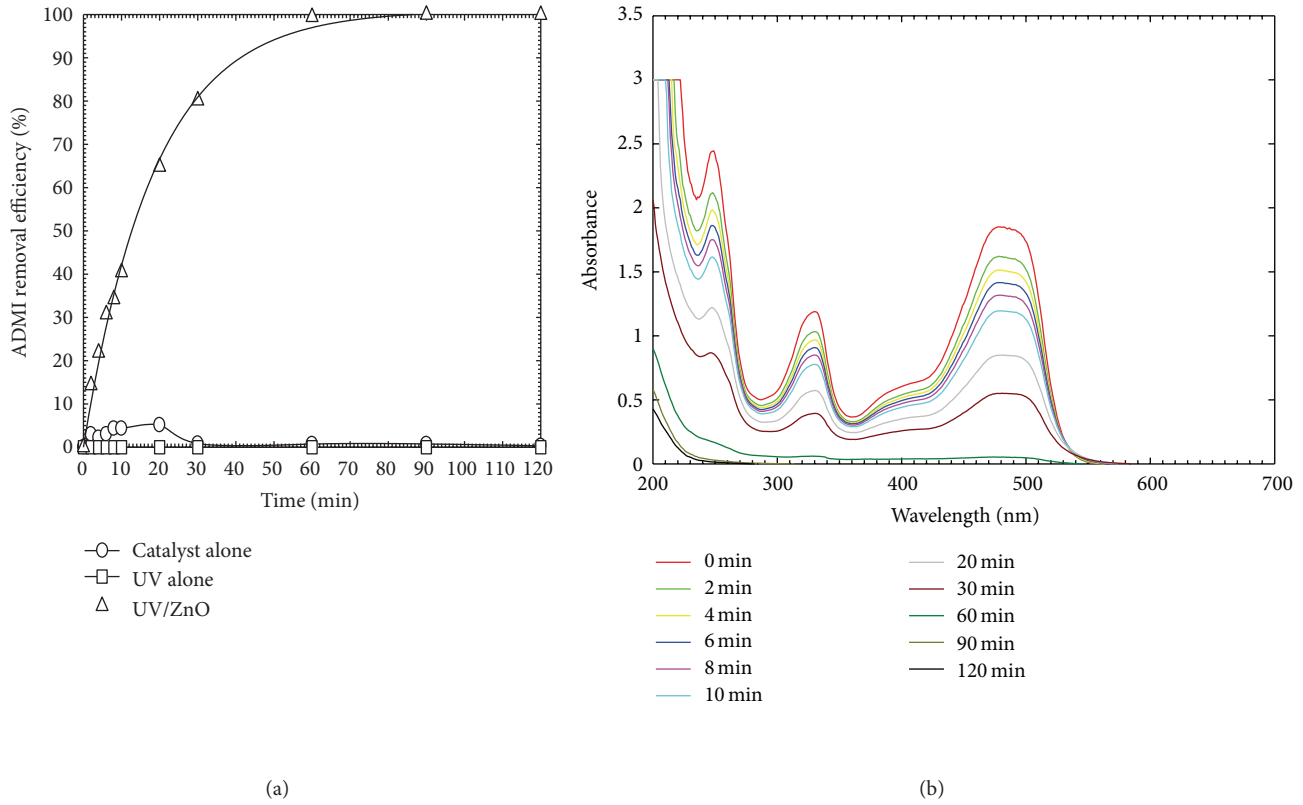 100
90
80
70
60
50
40
30
20
10
0
ADMI removal efficiency (%)
0 10 20 30 40 50 60 70 80 90 100 110 120
Time (min)
Catalyst alone
UV alone
UV/ZnO
(a)
3.5
3
2.5
2
1.5
1
0.5
0
Absorbance
200 300 400 500 600 700
Wavelength (nm)
0 min
2 min
4 min
6 min
8 min
10 min
20 min
30 min
60 min
90 min
120 min
(b)